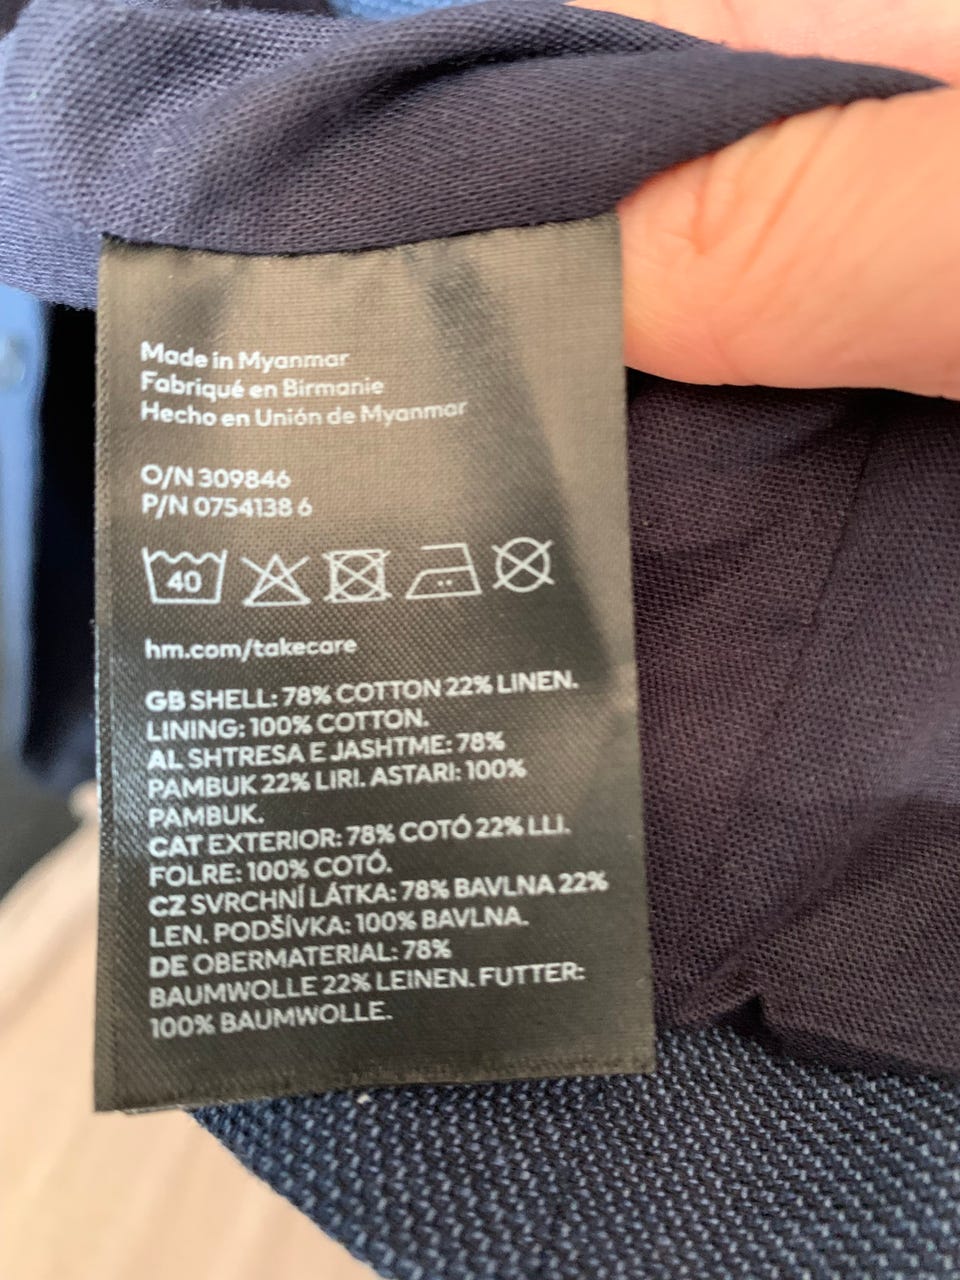 Made in Myanmar
Fabriqué en Birmanie
Hecho en Unión de Myanmar
O/N 309846
P/N 0754138 6
40
hm.com/takecare
GB SHELL: 78% COTTON 22% LINEN.
LINING: 100% COTTON.
AL SHTRESA E JASHTME: 78%
PAMBUK 22% LIRI. ASTARI: 100%
PAMBUK.
CAT EXTERIOR: 78% COTÓ 22% LLI.
FOLRE: 100% COTÓ.
CZ SVRCHNÍ LÁTKA: 78% BAVLNA 22%
LEN. PODŠÍVKA: 100% BAVLNA.
DE OBERMATERIAL: 78%
BAUMWOLLE 22% LEINEN. FUTTER:
100% BAUMWOLLE.